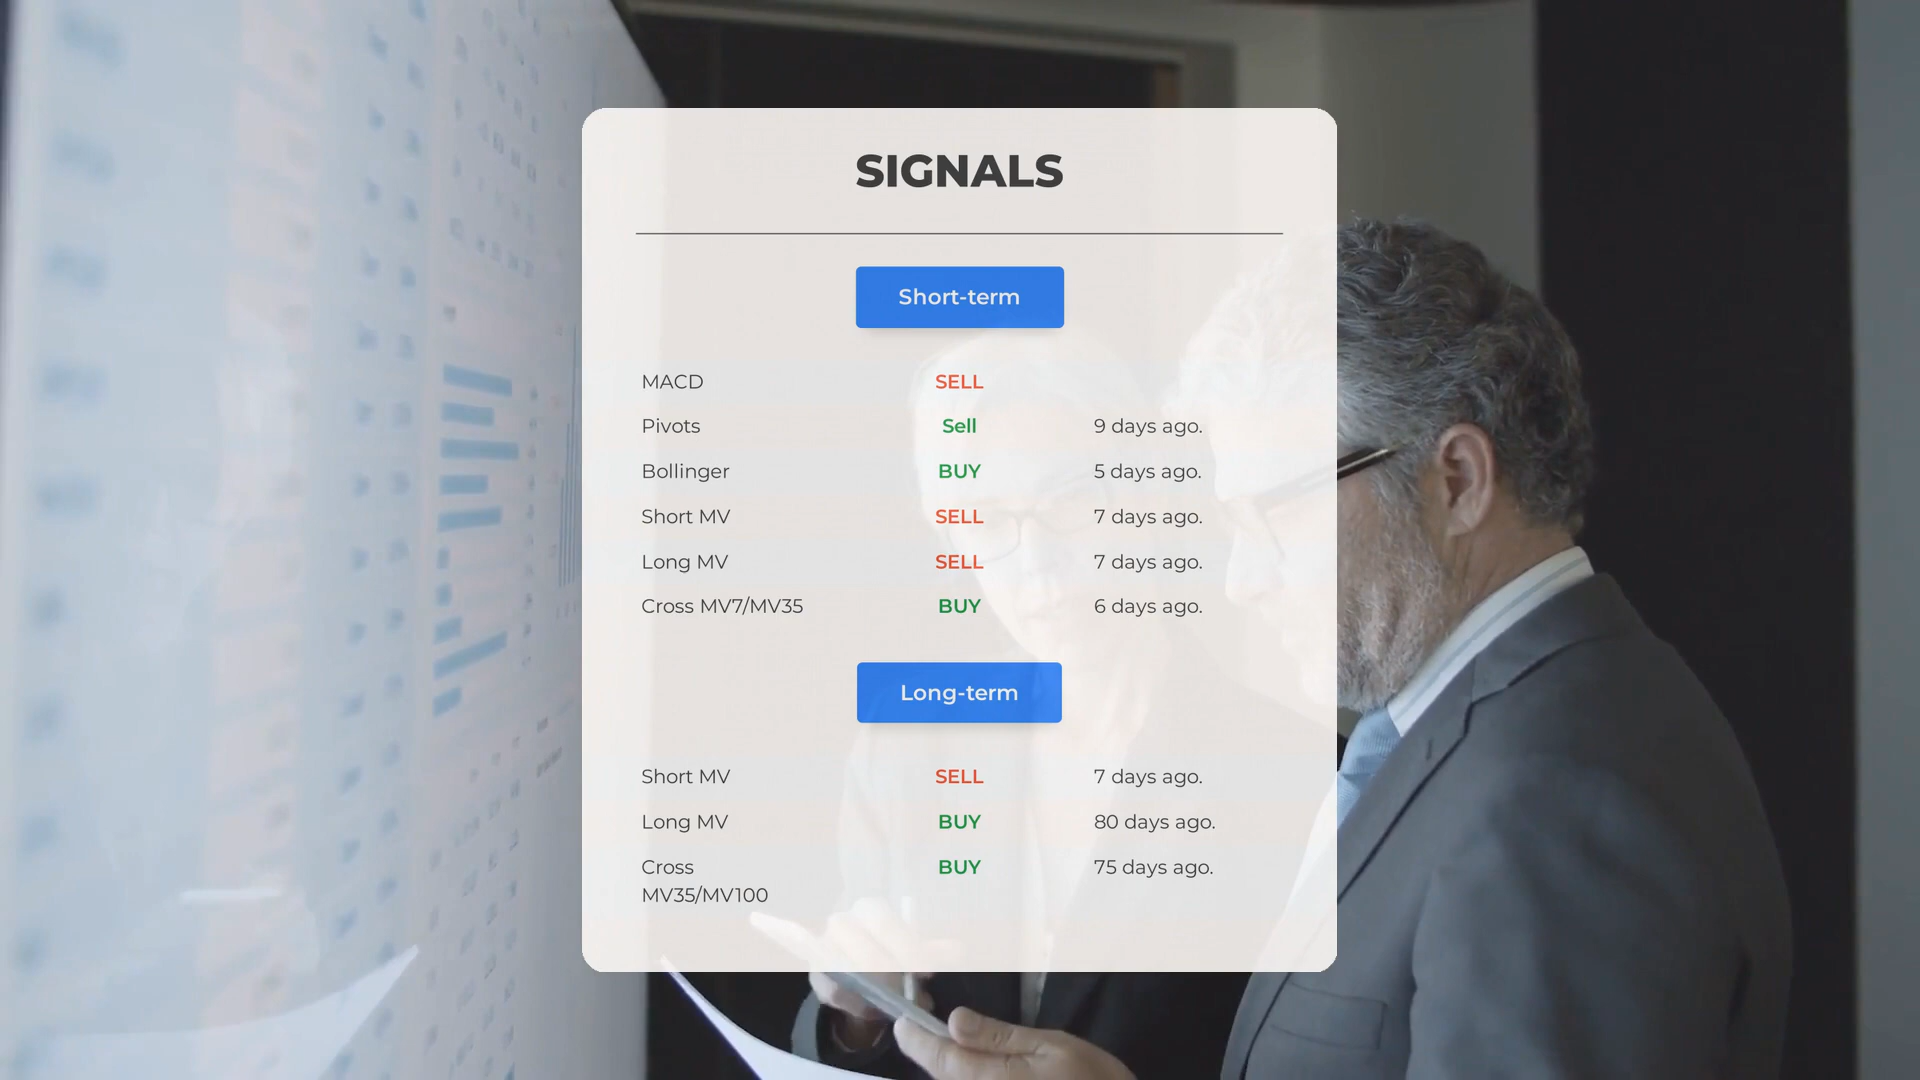 SIGNALS
Short-term
MACD SELL
Pivots Sell 9 days ago.
Bollinger BUY 5 days ago.
Short MV SELL 7 days ago.
Long MV SELL 7 days ago.
Cross MV7/MV35 BUY 6 days ago.
Long-term
Short MV SELL 7 days ago.
Long MV BUY 80 days ago.
Cross BUY 75 days ago.
MV35/MV100